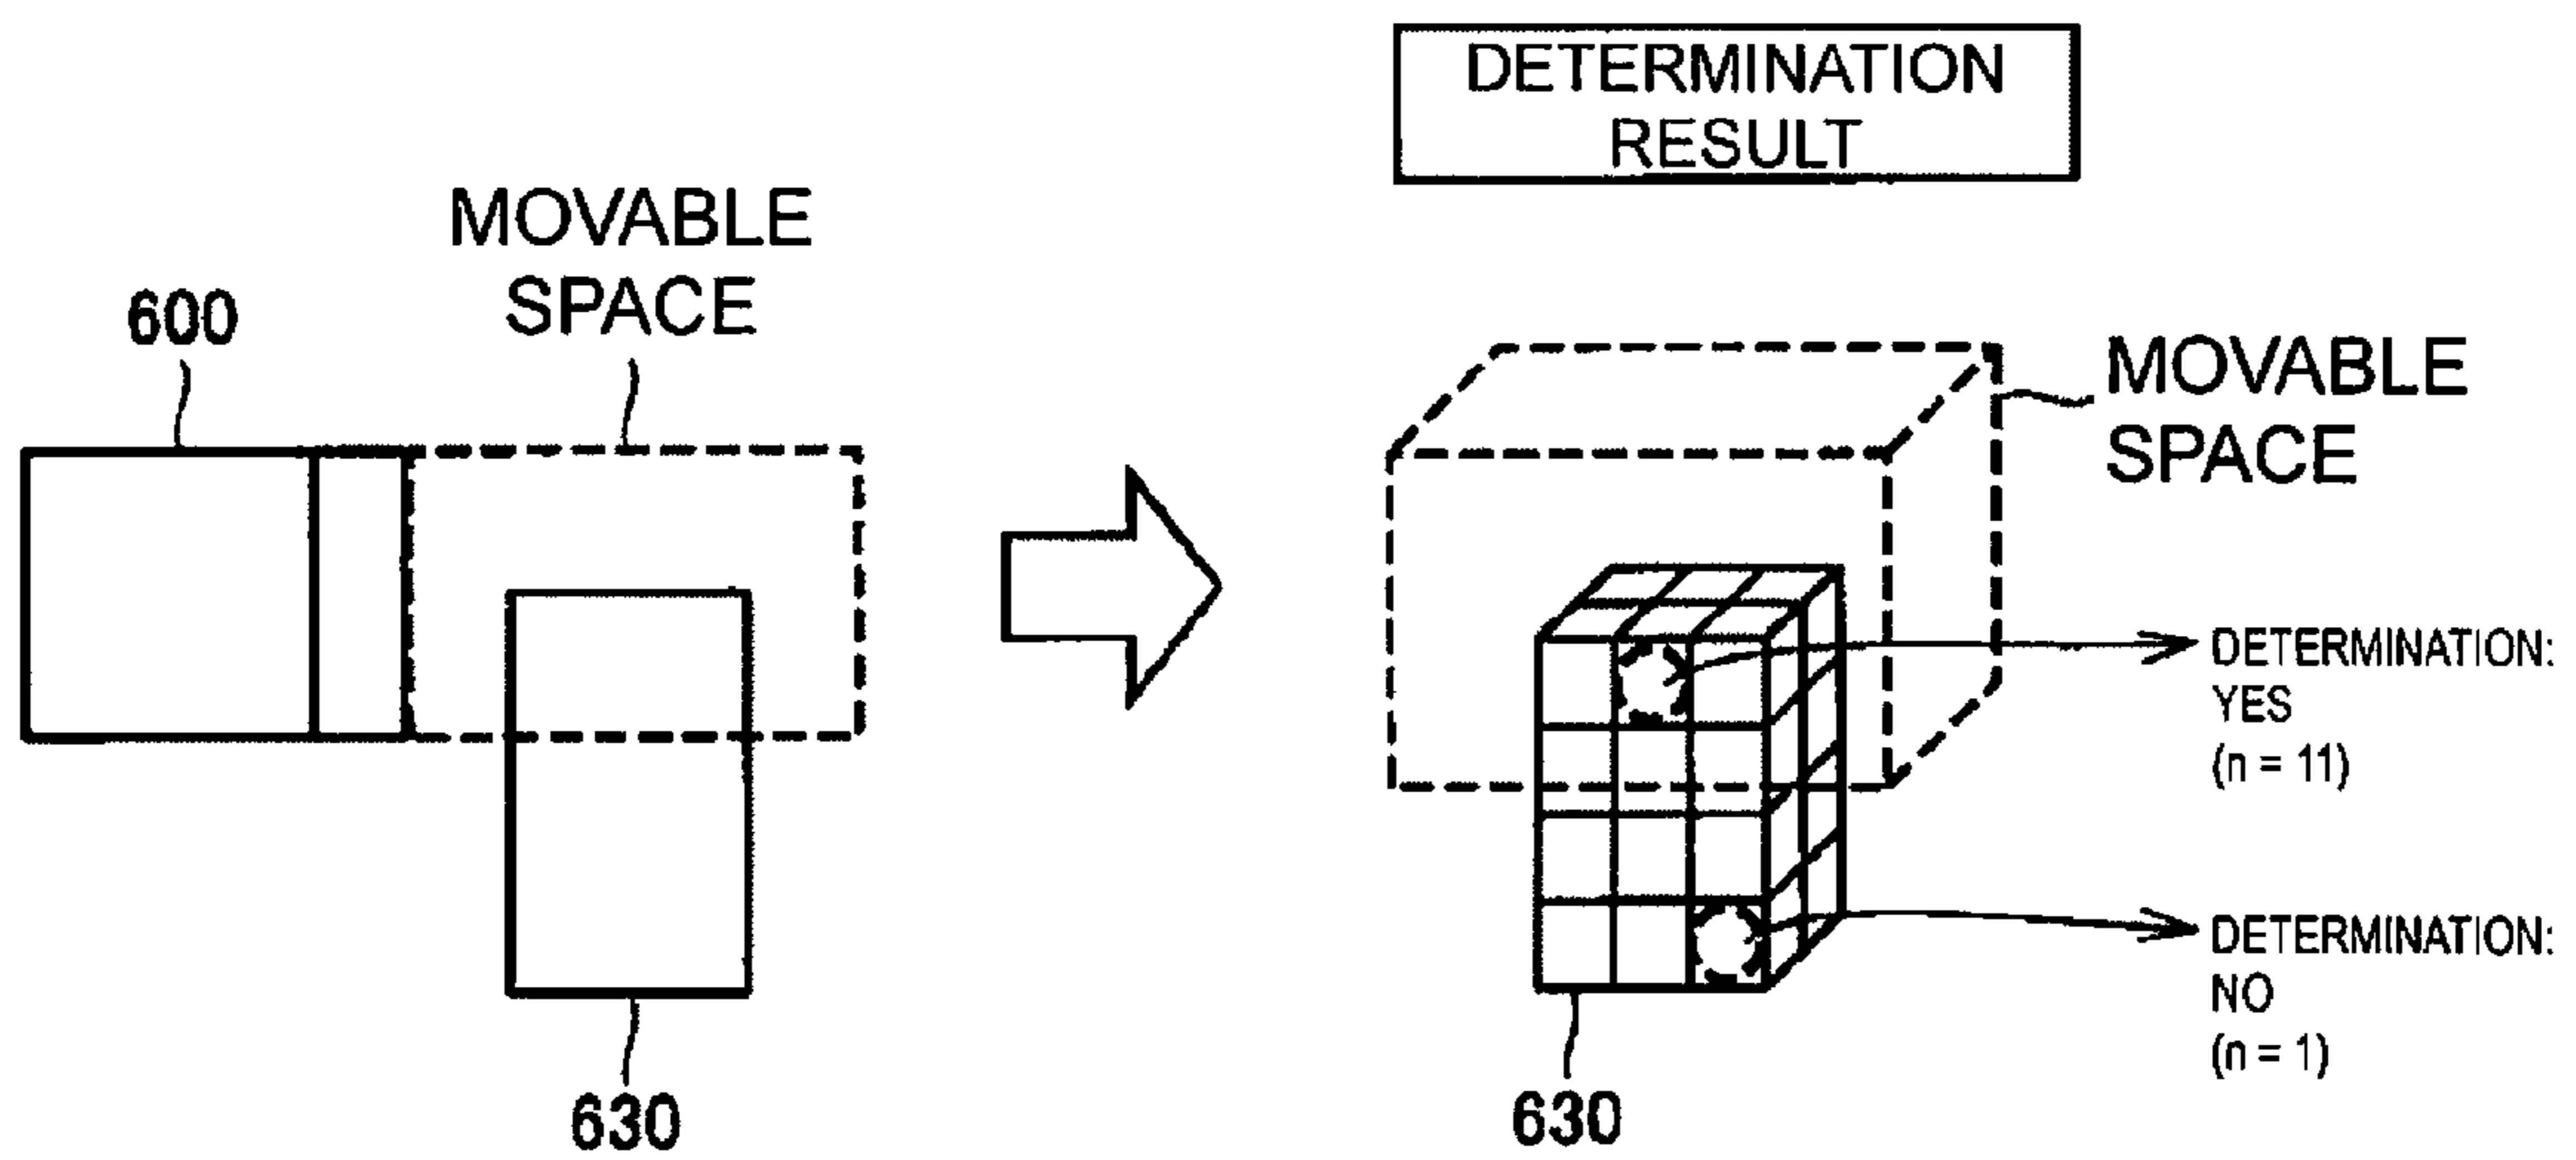 DETERMINATION
RESULT
MOVABLE
SPACE
600
630
MOVABLE
SPACE
DETERMINATION:
YES
(n = 11)
DETERMINATION:
NO
(n = 1)
630